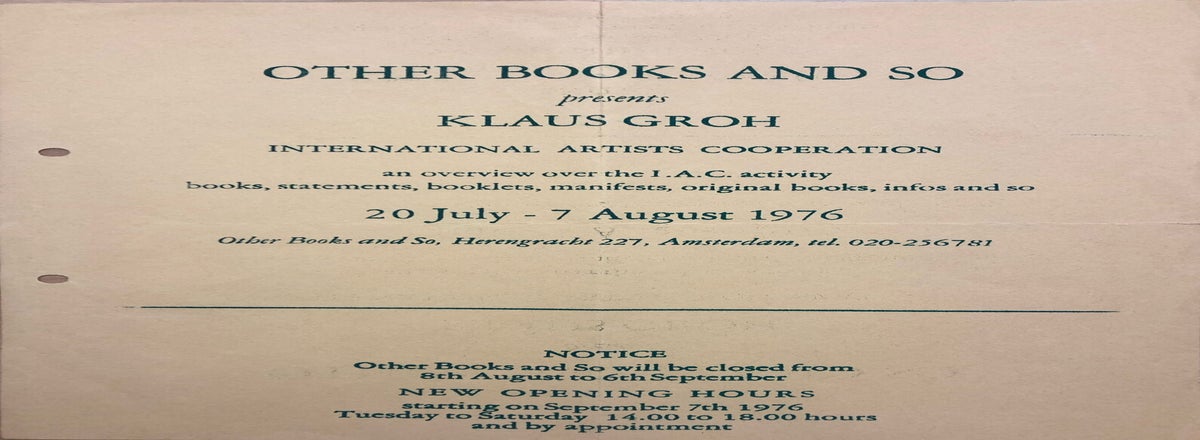 OTHER BOOKS AND SO
presents
KLAUS GROH
INTERNATIONAL ARTISTS COOPERATION
an overview over the I.A.C. activity
books, statements, booklets, manifests, original books, infos and so
20 July - 7 August 1976
Other Books and So, Herengracht 227, Amsterdam, tel. 020-256781
NOTICE
Other Books and So will be closed from
8th August to 6th September
NEW OPENING HOURS
starting on September 7th 1976
Tuesday to Saturday 14.00 to 18.00 hours
and by appointment